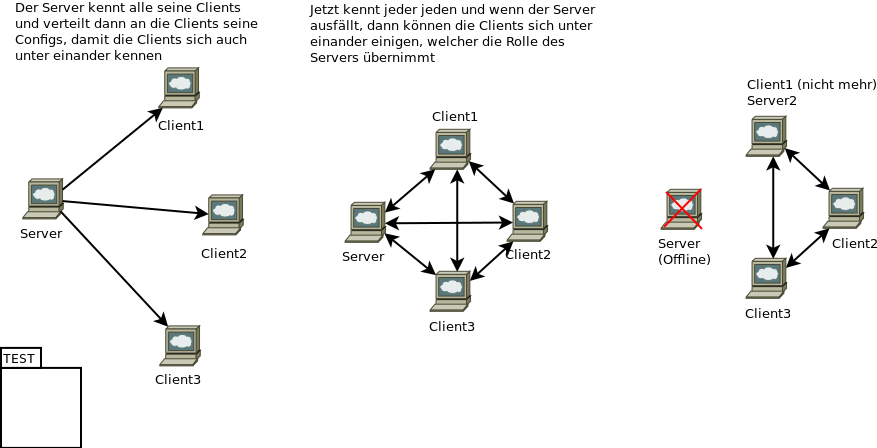 Der Server kennt alle seine Clients
und verteilt dann an die Clients seine
Configs, damit die Clients sich auch
unter einander kennen
Client1
Server
Client2
Client3
TEST
Jetzt kennt jeder jeden und wenn der Server
ausfällt, dann können die Clients sich unter
einander einigen, welcher die Rolle des
Servers übernimmt
Client1
Server
Client2
Client3
Client1 (nicht mehr)
Server2
Server
(Offline)
Client2
Client3